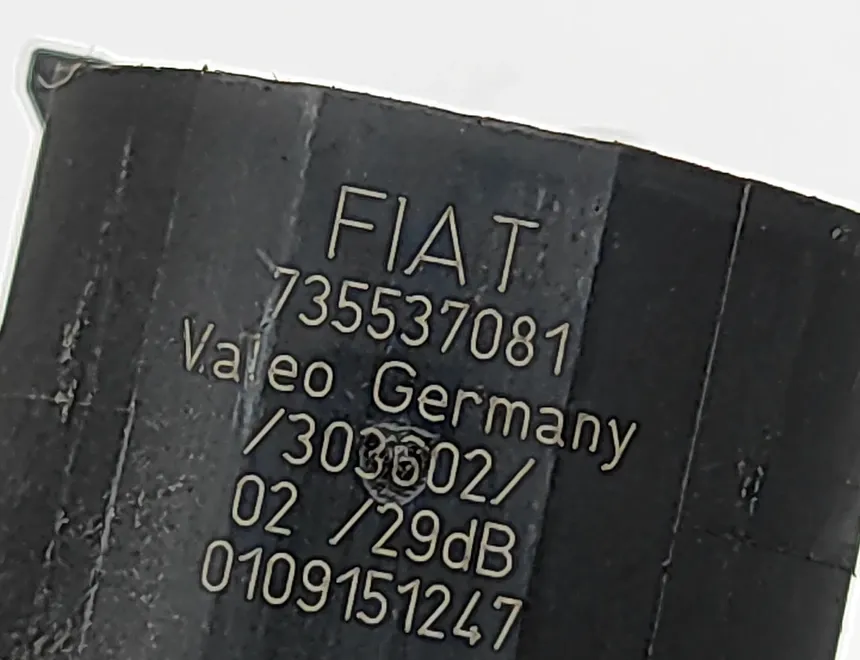 FIAT
735537081
Valeo Germany
/303602/
02 /29dB
0109151247